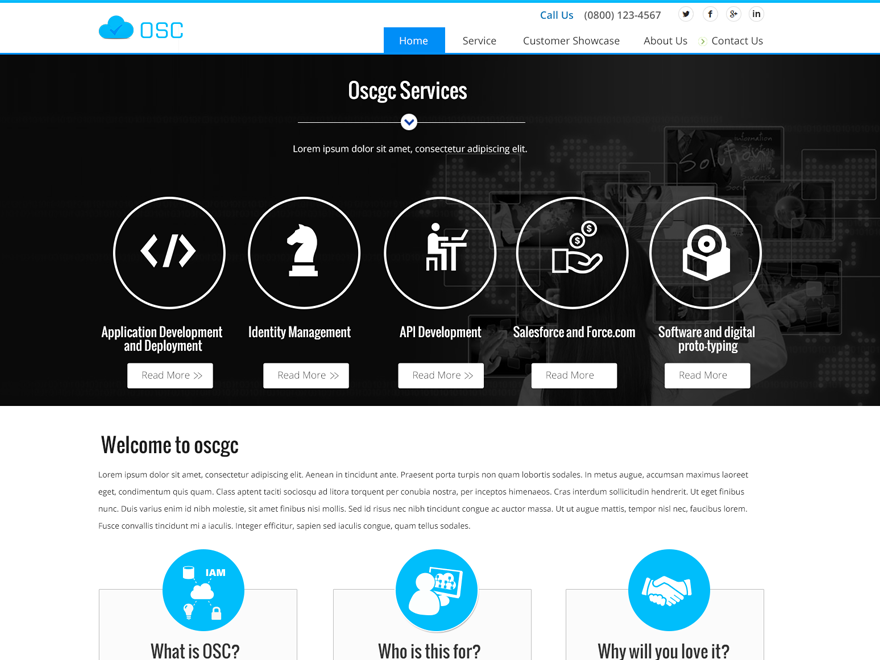 Call Us (0800) 123-4567
OSC
Home Service Customer Showcase About Us Contact Us
Oscgc Services
Lorem ipsum dolor sit amet, consectetur adipiscing elit.
information
Solution
Application Development
and Deployment
Identity Management
API Development
Salesforce and Force.com
Software and digital
proto-typing
Read More >>
Read More >>
Read More >>
Read More
Read More
Welcome to oscgc
Lorem ipsum dolor sit amet, consectetur adipiscing elit. Aenean in tincidunt ante. Praesent porta turpis non quam lobortis sodales. In metus augue, accumsan maximus laoreet
eget, condimentum quis quam. Class aptent taciti sociosqu ad litora torquent per conubia nostra, per inceptos himenaeos. Cras interdum sollicitudin hendrerit. Ut eget finibus
nunc. Duis varius enim id nibh molestie, sit amet finibus nisi mollis. Sed id risus nec nibh tincidunt congue ac auctor massa. Ut ut augue mattis, tempor nisl nec, faucibus lorem.
Fusce convallis tincidunt mi a iaculis. Integer efficitur, sapien sed iaculis congue, quam tellus sodales.
IAM
What is OSC?
Who is this for?
Why will you love it?